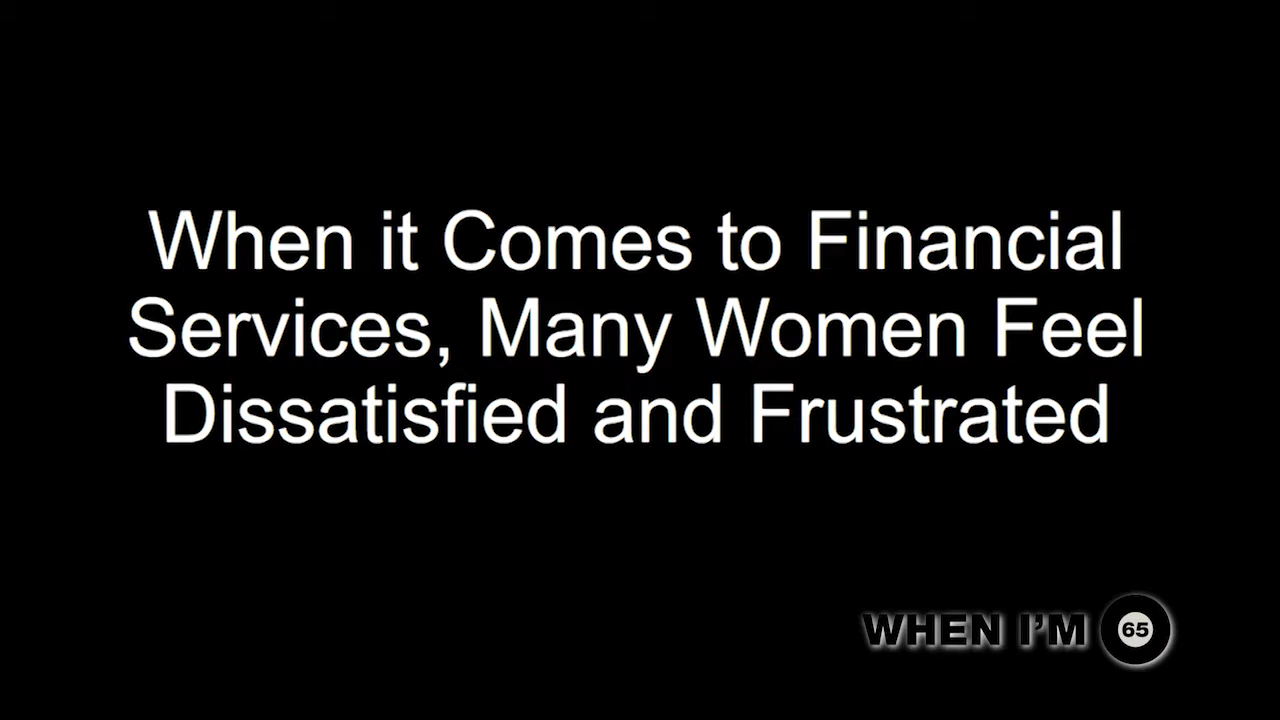 When it Comes to Financial
Services, Many Women Feel
Dissatisfied and Frustrated
WHEN I'M 65